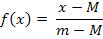 f(x) = (x − M) / (m − M)